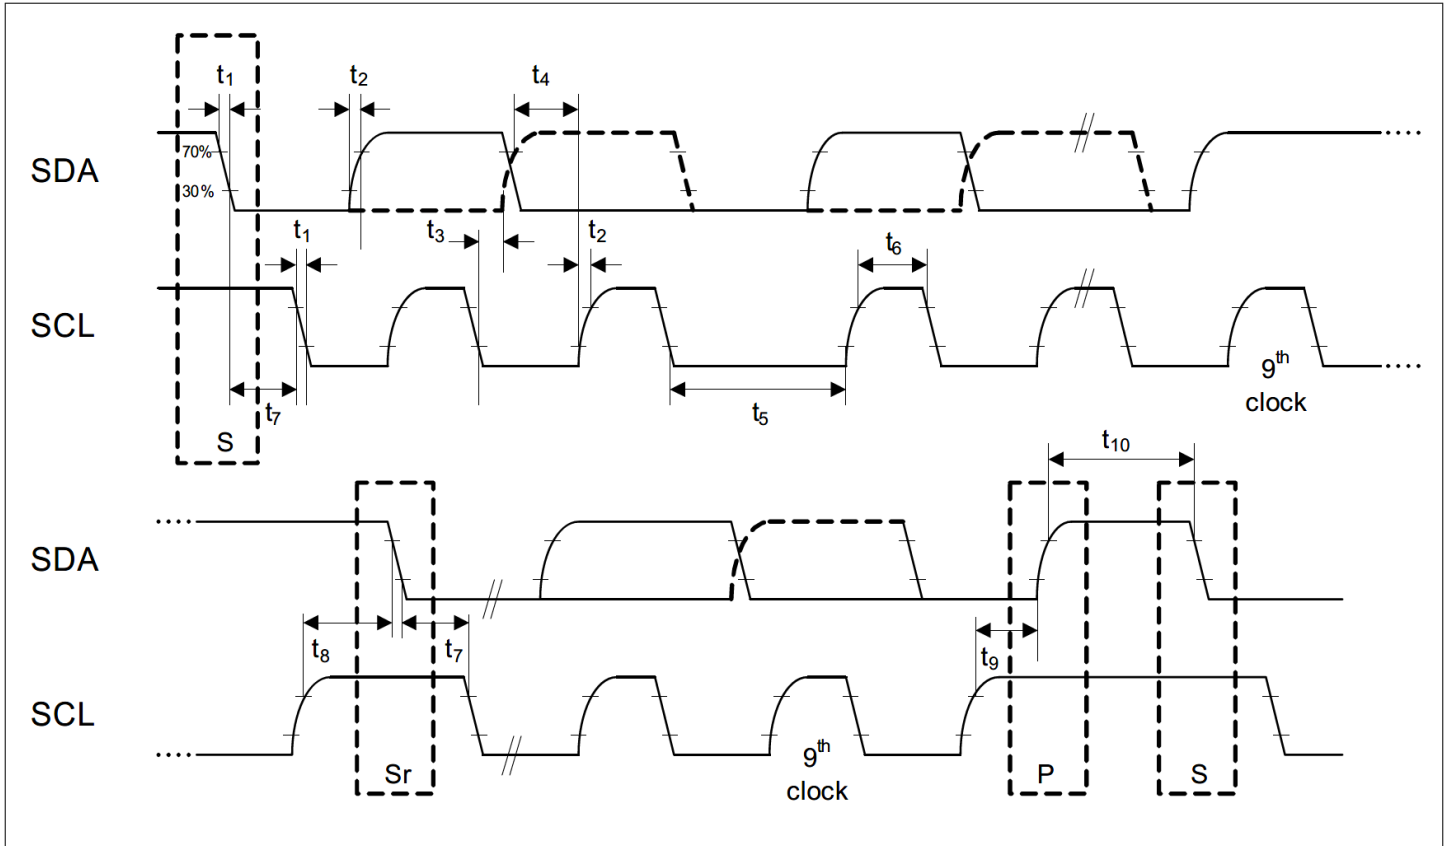 t1 t2 t4
SDA
70%
30%
t1 t3 t2 t6
SCL
9th
clock
t7 t5
S
t10
SDA
t8 t7 t9
SCL
9th
clock
Sr P S